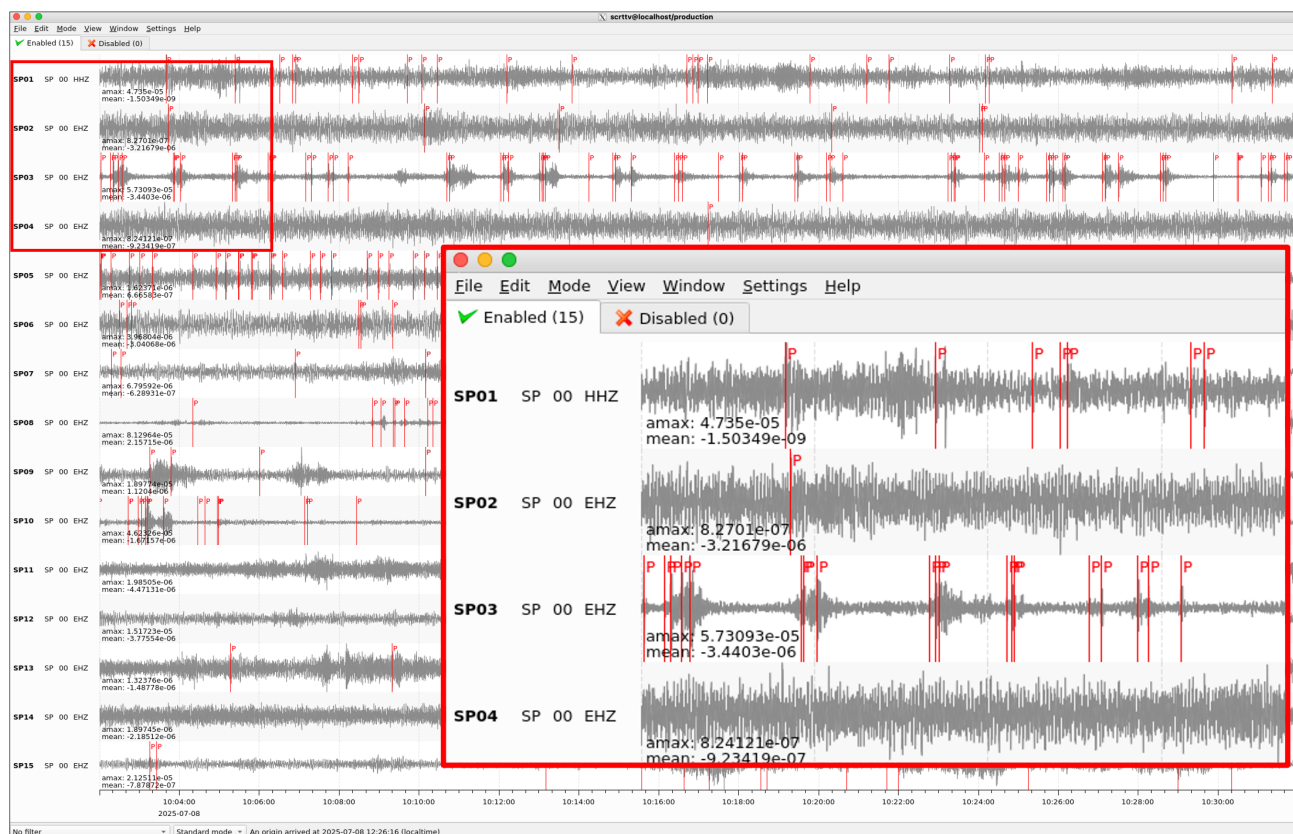 scrttv@localhost/production
File Edit Mode View Window Settings Help
Enabled (15) Disabled (0)
SP01 SP 00 HHZ
amax: 4.735e-05
mean: -1.50349e-09
SP02 SP 00 EHZ
amax: 8.2701e-07
mean: -3.21679e-06
SP03 SP 00 EHZ
amax: 5.73093e-05
mean: -3.4403e-06
SP04 SP 00 EHZ
amax: 8.24121e-07
mean: -9.23419e-07
SP05 SP 00 EHZ
amax: 1.62371e-06
mean: 6.66583e-07
SP06 SP 00 EHZ
amax: 3.96804e-06
mean: -3.04068e-06
SP07 SP 00 EHZ
amax: 6.79592e-06
mean: -6.28931e-07
SP08 SP 00 EHZ
amax: 8.12964e-05
mean: 2.15715e-06
SP09 SP 00 EHZ
amax: 1.89774e-05
mean: 1.1204e-06
SP10 SP 00 EHZ
amax: 4.62326e-05
mean: -1.67157e-06
SP11 SP 00 EHZ
amax: 1.98505e-06
mean: -4.47131e-06
SP12 SP 00 EHZ
amax: 1.51723e-05
mean: -3.77554e-06
SP13 SP 00 EHZ
amax: 1.32376e-06
mean: -1.48778e-06
SP14 SP 00 EHZ
amax: 1.89745e-06
mean: -2.18512e-06
SP15 SP 00 EHZ
amax: 2.12511e-05
mean: -7.87872e-07
10:04:00 10:06:00 10:08:00 10:10:00 10:12:00 10:14:00 10:16:00 10:18:00 10:20:00 10:22:00 10:24:00 10:26:00 10:28:00 10:30:00
2025-07-08
No filter Standard mode An origin arrived at 2025-07-08 12:26:16 (localtime)
File Edit Mode View Window Settings Help
Enabled (15) Disabled (0)
P P P P P P P
SP01 SP 00 HHZ
amax: 4.735e-05
mean: -1.50349e-09
P
SP02 SP 00 EHZ
amax: 8.2701e-07
mean: -3.21679e-06
SP03 SP 00 EHZ
amax: 5.73093e-05
mean: -3.4403e-06
SP04 SP 00 EHZ
amax: 8.24121e-07
mean: -9.23419e-07